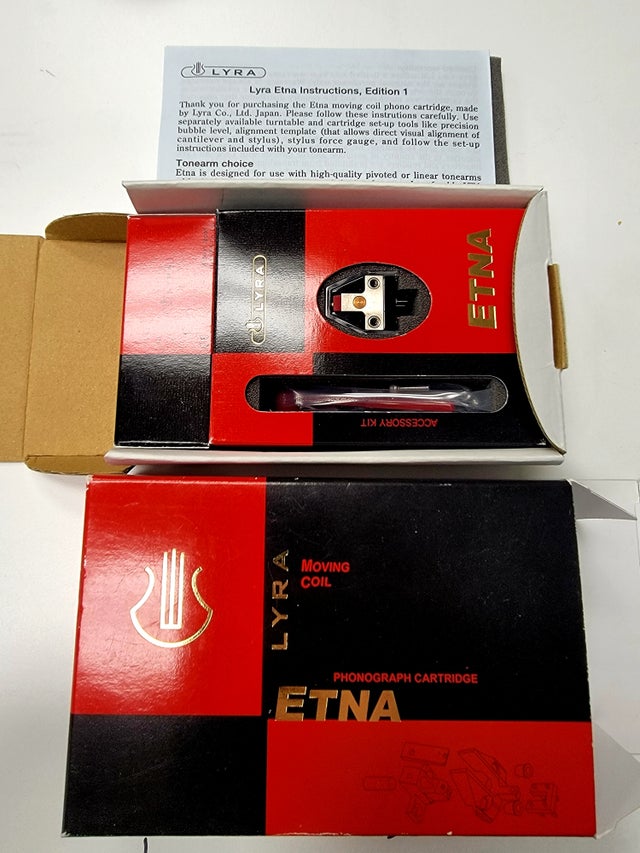 LYRA
Lyra Etna Instructions, Edition 1
Thank you for purchasing the Etna moving coil phono cartridge, made
by Lyra Co., Ltd. Japan. Please follow these instrutions carefully. Use
separately available turntable and cartridge set-up tools like precision
bubble level, alignment template (that allows direct visual alignment of
cantilever and stylus), stylus force gauge, and follow the set-up
instructions included with your tonearm.
Tonearm choice
Etna is designed for use with high-quality pivoted or linear tonearms
LYRA
ETNA
ACCESSORY KIT
LYRA
MOVING
COIL
PHONOGRAPH CARTRIDGE
ETNA